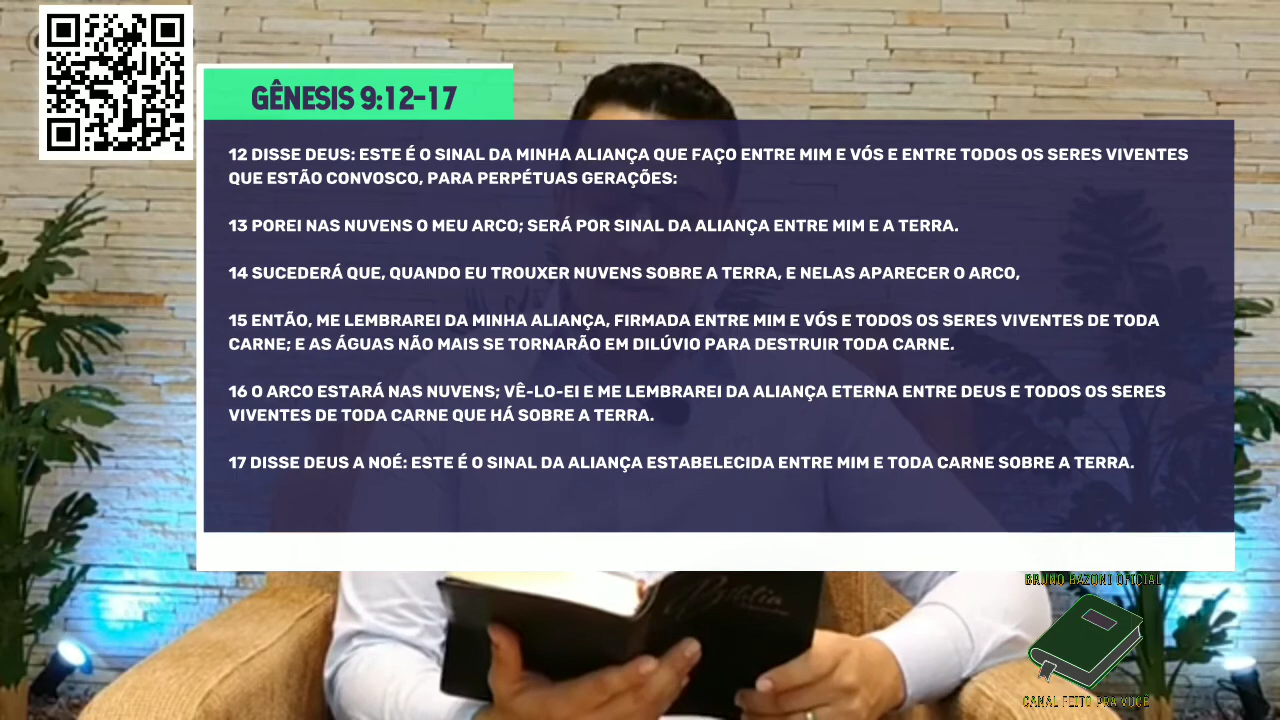 GÊNESIS 9:12-17
12 DISSE DEUS: ESTE É O SINAL DA MINHA ALIANÇA QUE FAÇO ENTRE MIM E VÓS E ENTRE TODOS OS SERES VIVENTES
QUE ESTÃO CONVOSCO, PARA PERPÉTUAS GERAÇÕES:
13 POREI NAS NUVENS O MEU ARCO; SERÁ POR SINAL DA ALIANÇA ENTRE MIM E A TERRA.
14 SUCEDERÁ QUE, QUANDO EU TROUXER NUVENS SOBRE A TERRA, E NELAS APARECER O ARCO,
15 ENTÃO, ME LEMBRAREI DA MINHA ALIANÇA, FIRMADA ENTRE MIM E VÓS E TODOS OS SERES VIVENTES DE TODA
CARNE; E AS ÁGUAS NÃO MAIS SE TORNARÃO EM DILÚVIO PARA DESTRUIR TODA CARNE.
16 O ARCO ESTARÁ NAS NUVENS; VÊ-LO-EI E ME LEMBRAREI DA ALIANÇA ETERNA ENTRE DEUS E TODOS OS SERES
VIVENTES DE TODA CARNE QUE HÁ SOBRE A TERRA.
17 DISSE DEUS A NOÉ: ESTE É O SINAL DA ALIANÇA ESTABELECIDA ENTRE MIM E TODA CARNE SOBRE A TERRA.
BRUNO BAZONI OFICIAL
CANAL FEITO PRA VOCÊ